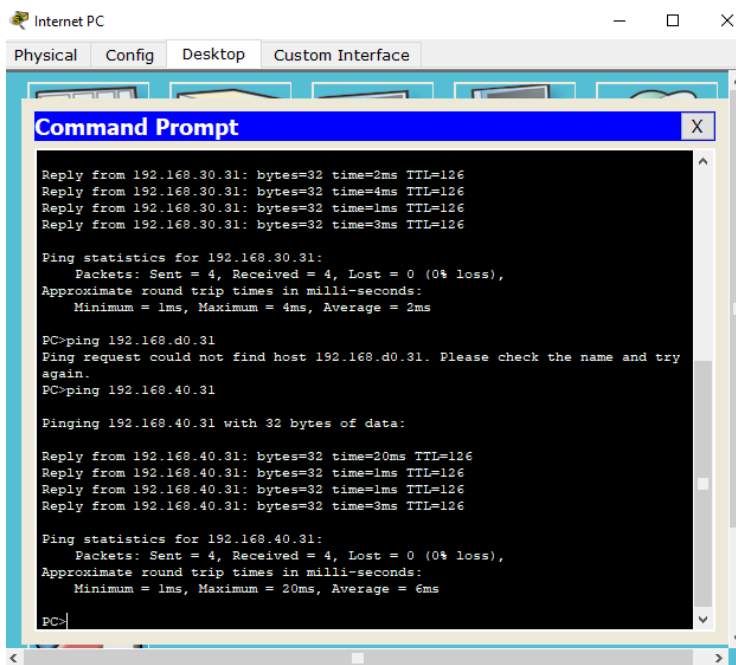 Internet PC
Physical Config Desktop Custom Interface
Command Prompt
X
Reply from 192.168.30.31: bytes=32 time=2ms TTL=126
Reply from 192.168.30.31: bytes=32 time=4ms TTL=126
Reply from 192.168.30.31: bytes=32 time=1ms TTL=126
Reply from 192.168.30.31: bytes=32 time=3ms TTL=126
Ping statistics for 192.168.30.31:
Packets: Sent = 4, Received = 4, Lost = 0 (0% loss),
Approximate round trip times in milli-seconds:
Minimum = 1ms, Maximum = 4ms, Average = 2ms
PC>ping 192.168.d0.31
Ping request could not find host 192.168.d0.31. Please check the name and try
again.
PC>ping 192.168.40.31
Pinging 192.168.40.31 with 32 bytes of data:
Reply from 192.168.40.31: bytes=32 time=20ms TTL=126
Reply from 192.168.40.31: bytes=32 time=1ms TTL=126
Reply from 192.168.40.31: bytes=32 time=1ms TTL=126
Reply from 192.168.40.31: bytes=32 time=3ms TTL=126
Ping statistics for 192.168.40.31:
Packets: Sent = 4, Received = 4, Lost = 0 (0% loss),
Approximate round trip times in milli-seconds:
Minimum = 1ms, Maximum = 20ms, Average = 6ms
PC>